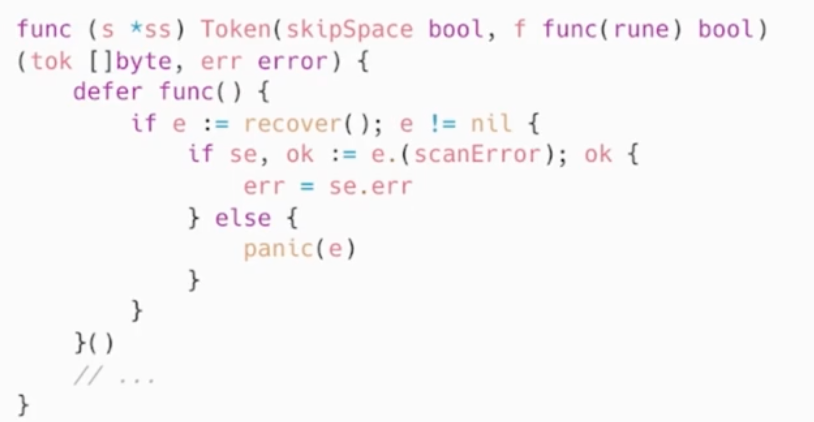 func (s *ss) Token(skipSpace bool, f func(rune) bool)
(tok []byte, err error) {
    defer func() {
        if e := recover(); e != nil {
            if se, ok := e.(scanError); ok {
                err = se.err
            } else {
                panic(e)
            }
        }
    }()
    // ...
}